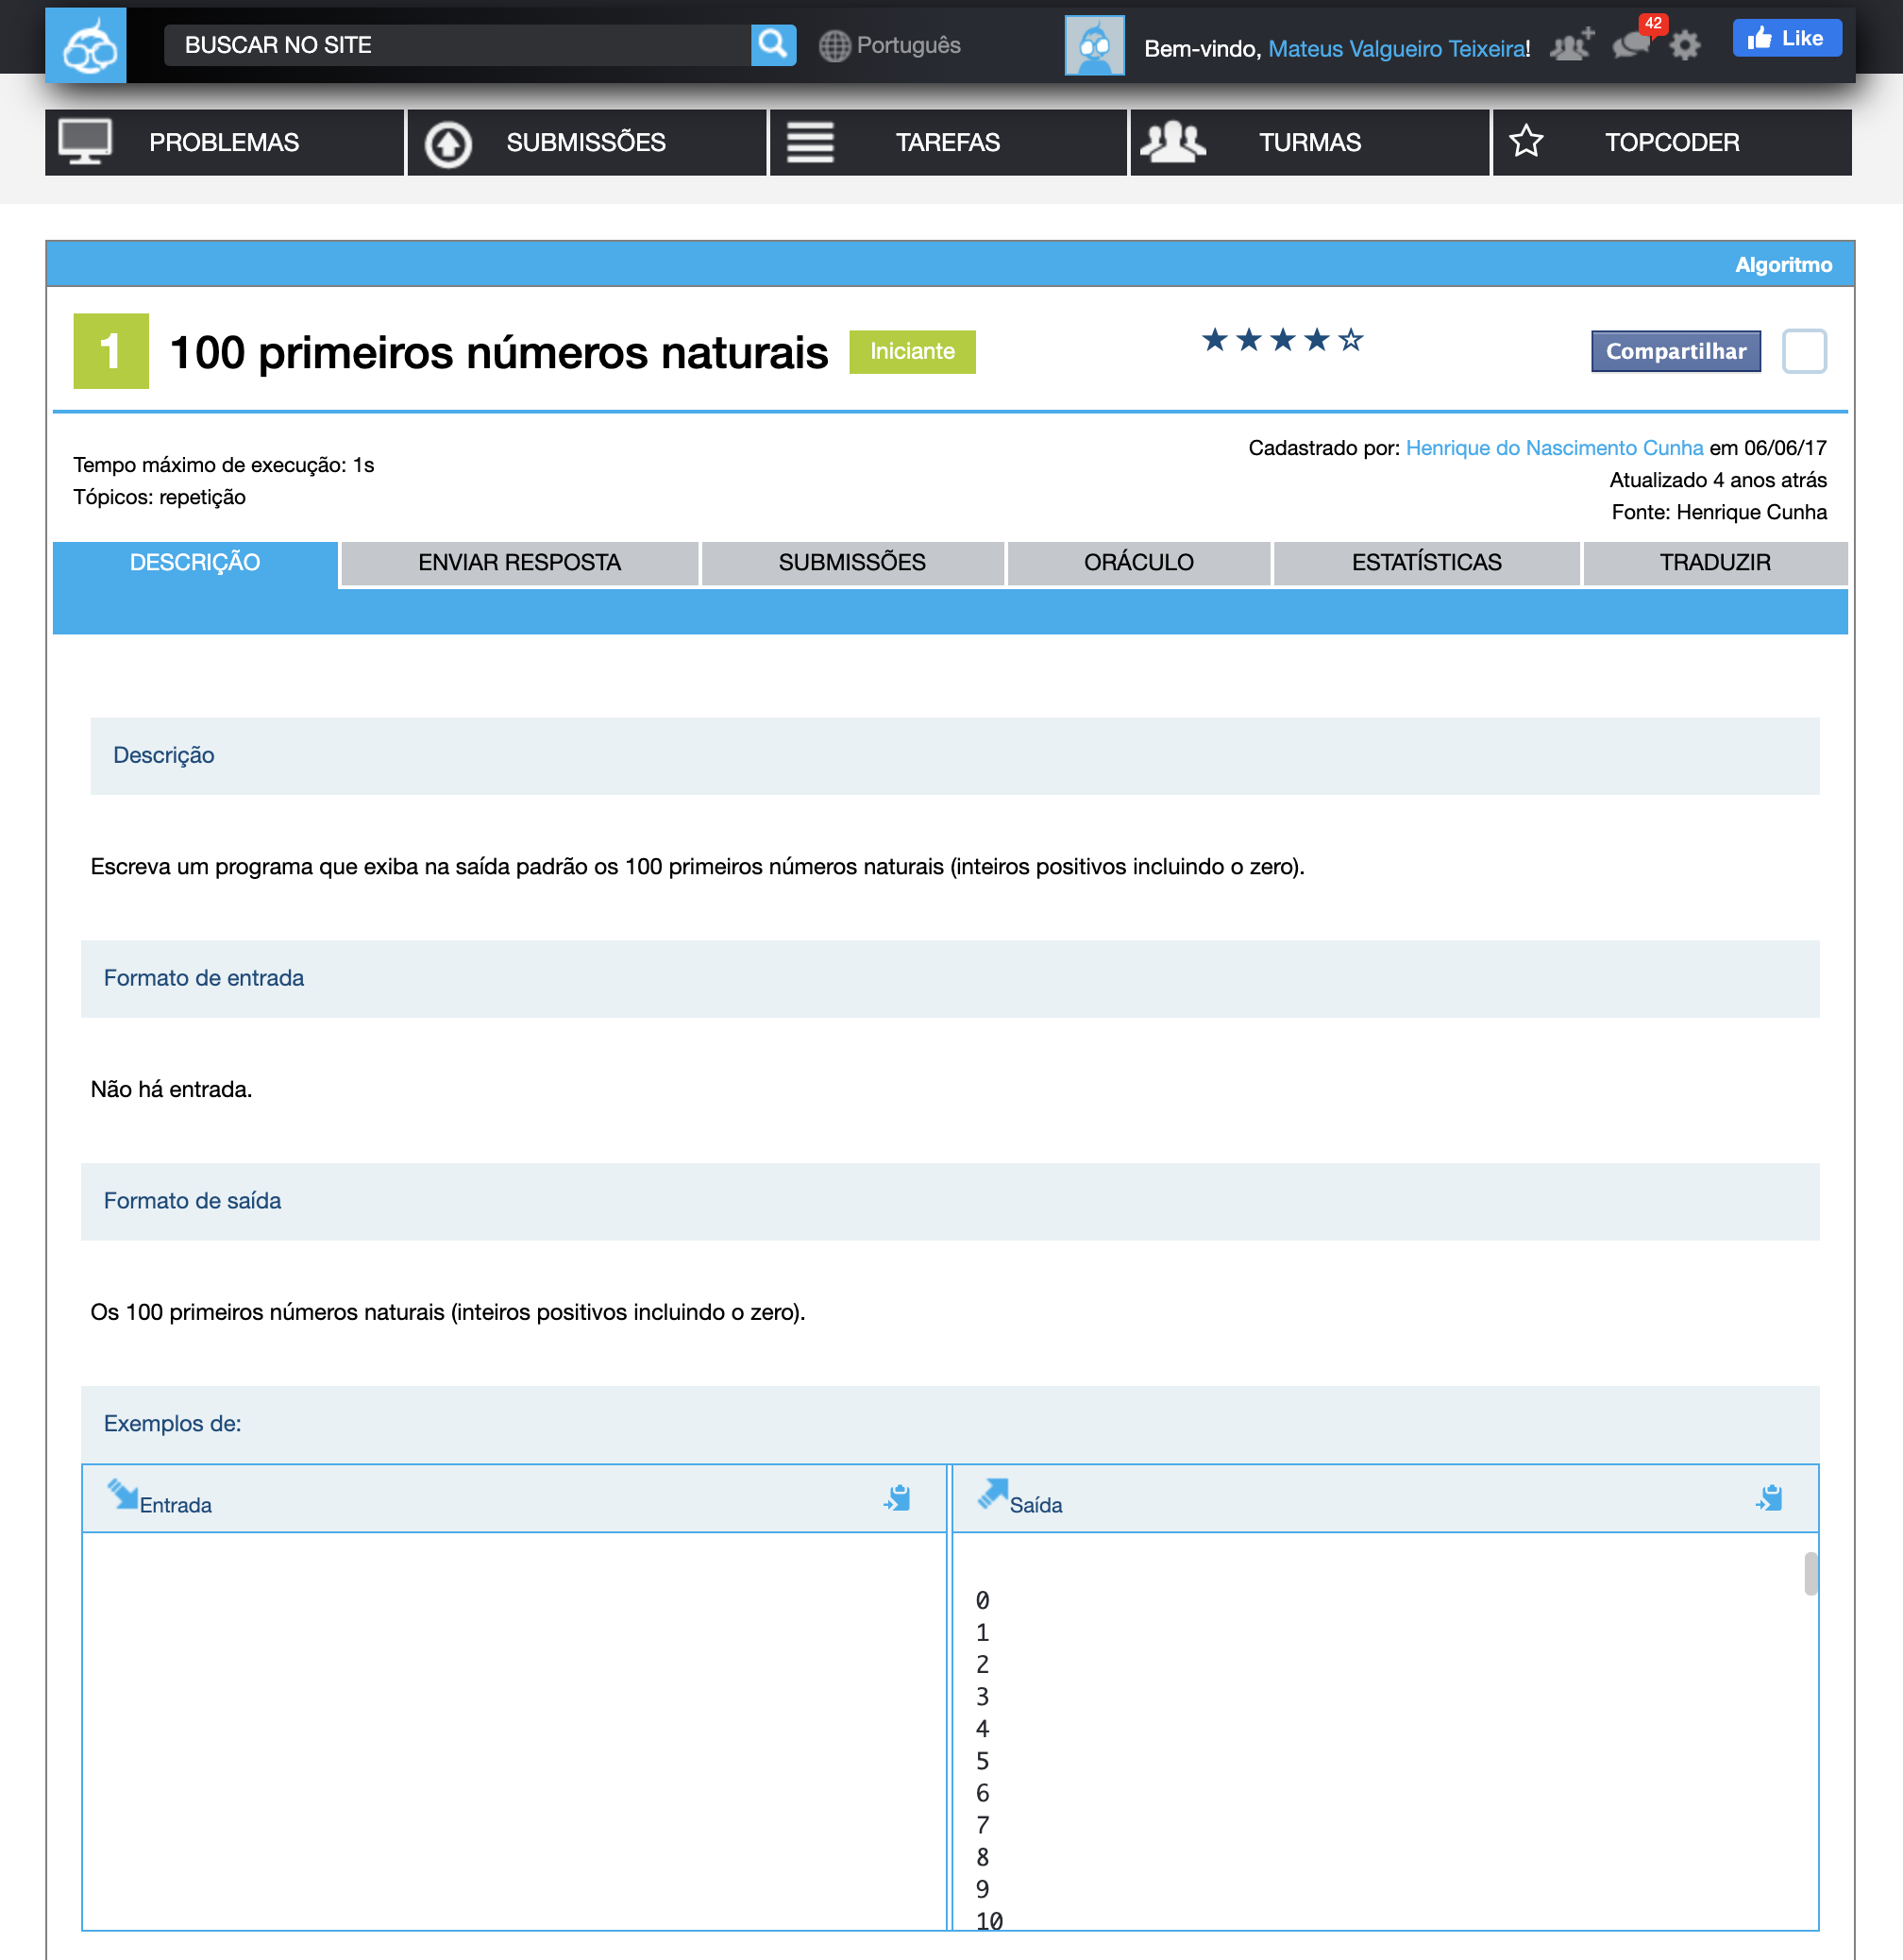 BUSCAR NO SITE
Português
Bem-vindo, Mateus Valgueiro Teixeira!
42
Like
PROBLEMAS
SUBMISSÕES
TAREFAS
TURMAS
TOPCODER
Algoritmo
1
100 primeiros números naturais
Iniciante
Compartilhar
Tempo máximo de execução: 1s
Tópicos: repetição
Cadastrado por: Henrique do Nascimento Cunha em 06/06/17
Atualizado 4 anos atrás
Fonte: Henrique Cunha
DESCRIÇÃO
ENVIAR RESPOSTA
SUBMISSÕES
ORÁCULO
ESTATÍSTICAS
TRADUZIR
Descrição
Escreva um programa que exiba na saída padrão os 100 primeiros números naturais (inteiros positivos incluindo o zero).
Formato de entrada
Não há entrada.
Formato de saída
Os 100 primeiros números naturais (inteiros positivos incluindo o zero).
Exemplos de:
Entrada
Saída
0
1
2
3
4
5
6
7
8
9
10